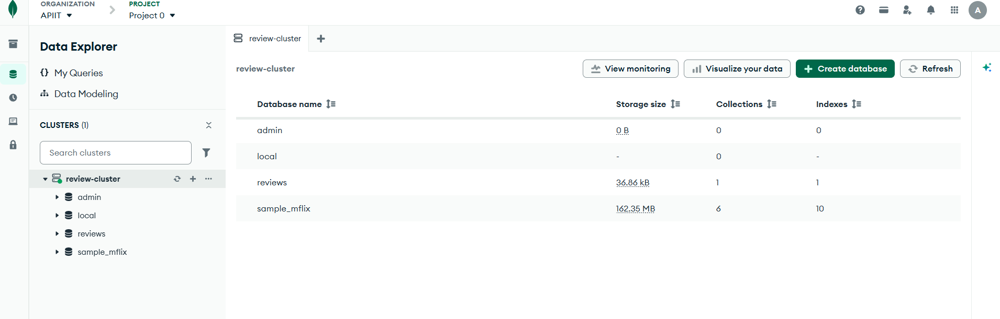 ORGANIZATION
APIIT
PROJECT
Project 0
A
Data Explorer
My Queries
Data Modeling
CLUSTERS (1)
Search clusters
review-cluster
admin
local
reviews
sample_mflix
review-cluster
review-cluster
View monitoring
Visualize your data
Create database
Refresh
Database name Storage size Collections Indexes
admin 0 B 0 0
local - 0 -
reviews 36.86 kB 1 1
sample_mflix 162.35 MB 6 10